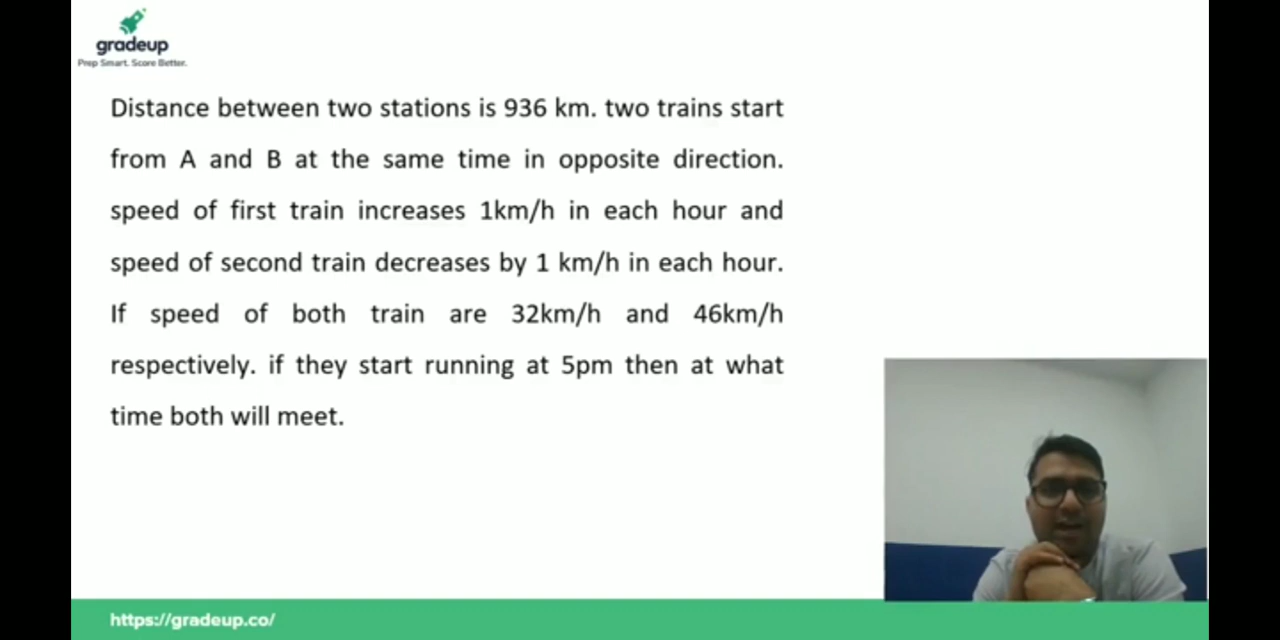 gradeup
Prep Smart. Score Better.
Distance between two stations is 936 km. two trains start
from A and B at the same time in opposite direction.
speed of first train increases 1km/h in each hour and
speed of second train decreases by 1 km/h in each hour.
If speed of both train are 32km/h and 46km/h
respectively. if they start running at 5pm then at what
time both will meet.
https://gradeup.co/